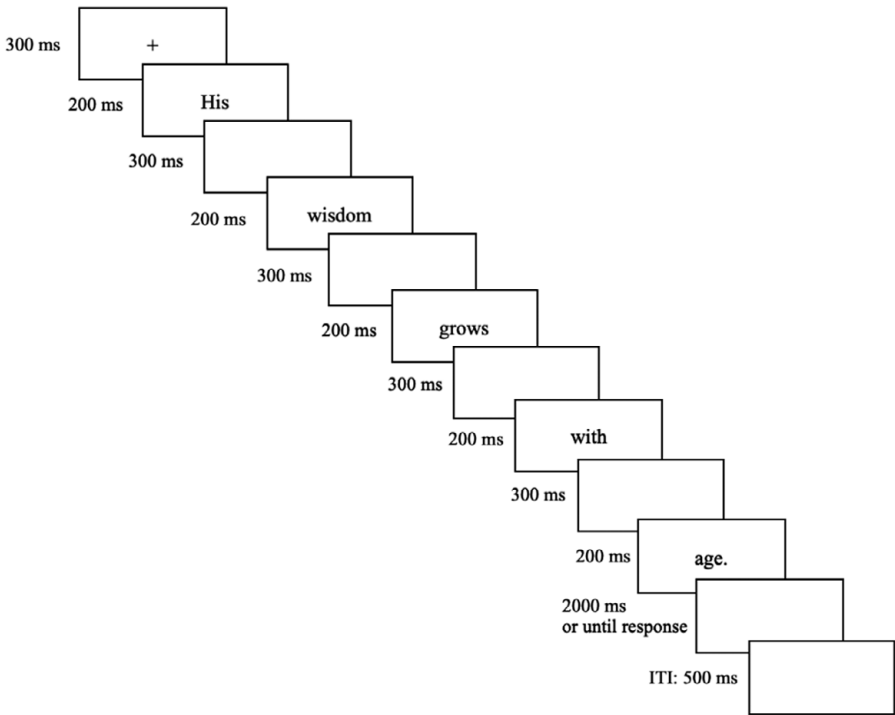 300 ms
+
200 ms
His
300 ms
200 ms
wisdom
300 ms
200 ms
grows
300 ms
200 ms
with
300 ms
200 ms
age.
2000 ms
or until response
ITI: 500 ms